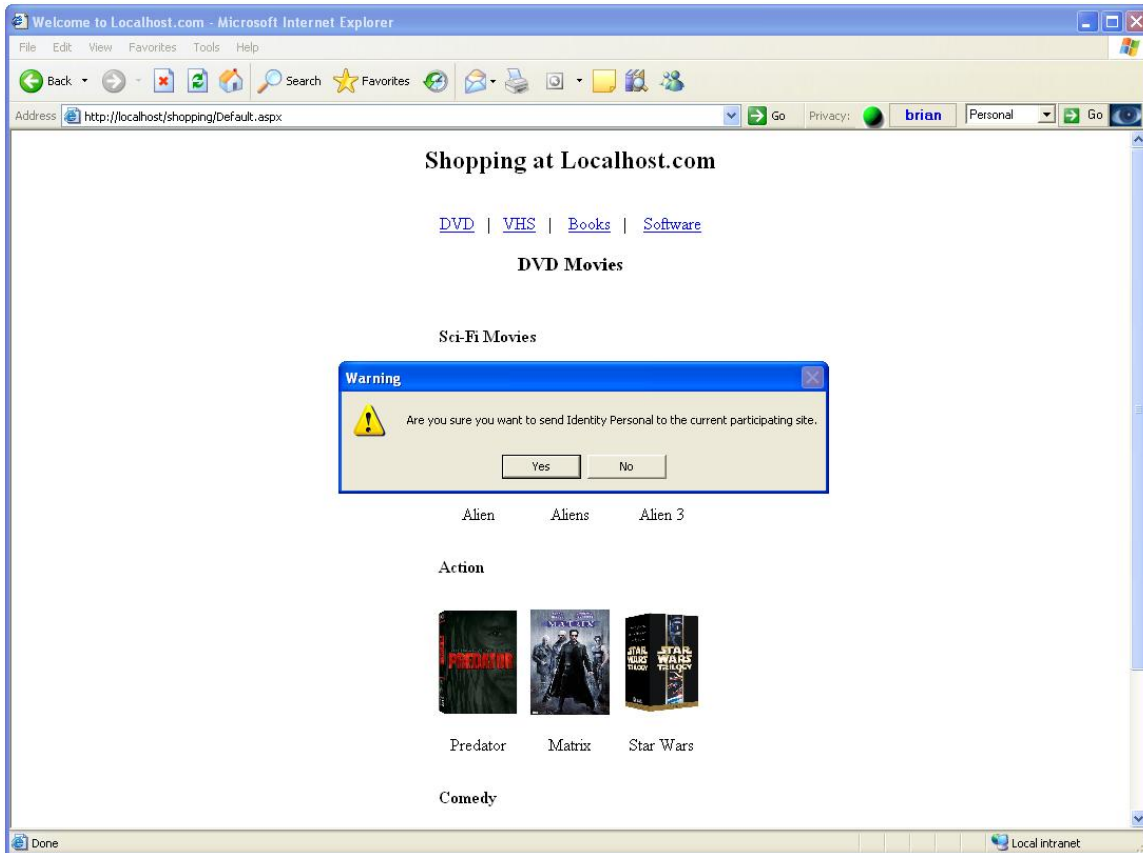 Welcome to Localhost.com - Microsoft Internet Explorer
File Edit View Favorites Tools Help
Back Search Favorites
Address http://localhost/shopping/Default.aspx Go Privacy: brian Personal Go
Shopping at Localhost.com
DVD | VHS | Books | Software
DVD Movies
Sci-Fi Movies
Warning
Are you sure you want to send Identity Personal to the current participating site.
Yes No
Alien Aliens Alien 3
Action
PREDATOR
STAR WARS TRILOGY
STAR WARS TRILOGY
Predator Matrix Star Wars
Comedy
Done Local intranet